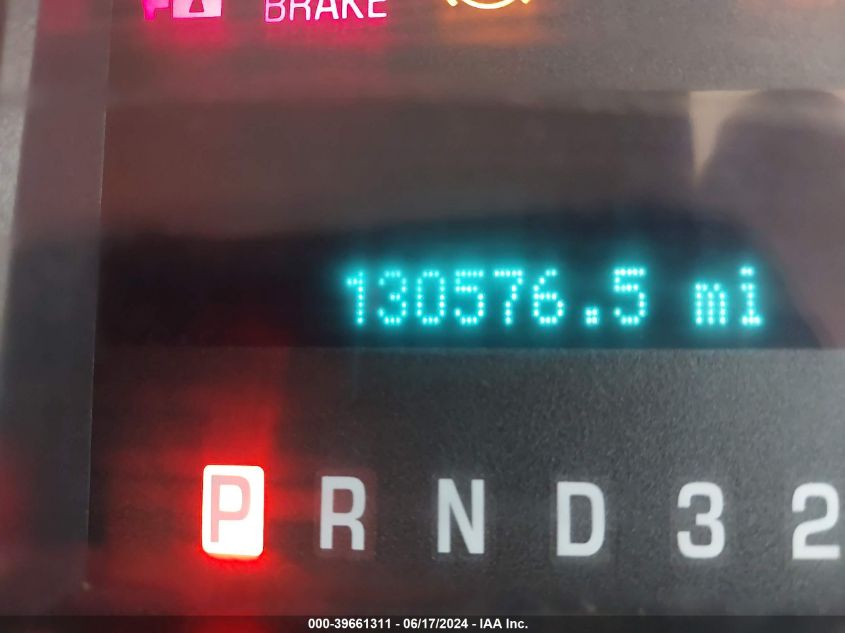 BRAKE
130576.5 mi
P R N D 3 2
000-39661311 - 06/17/2024 - IAA Inc.